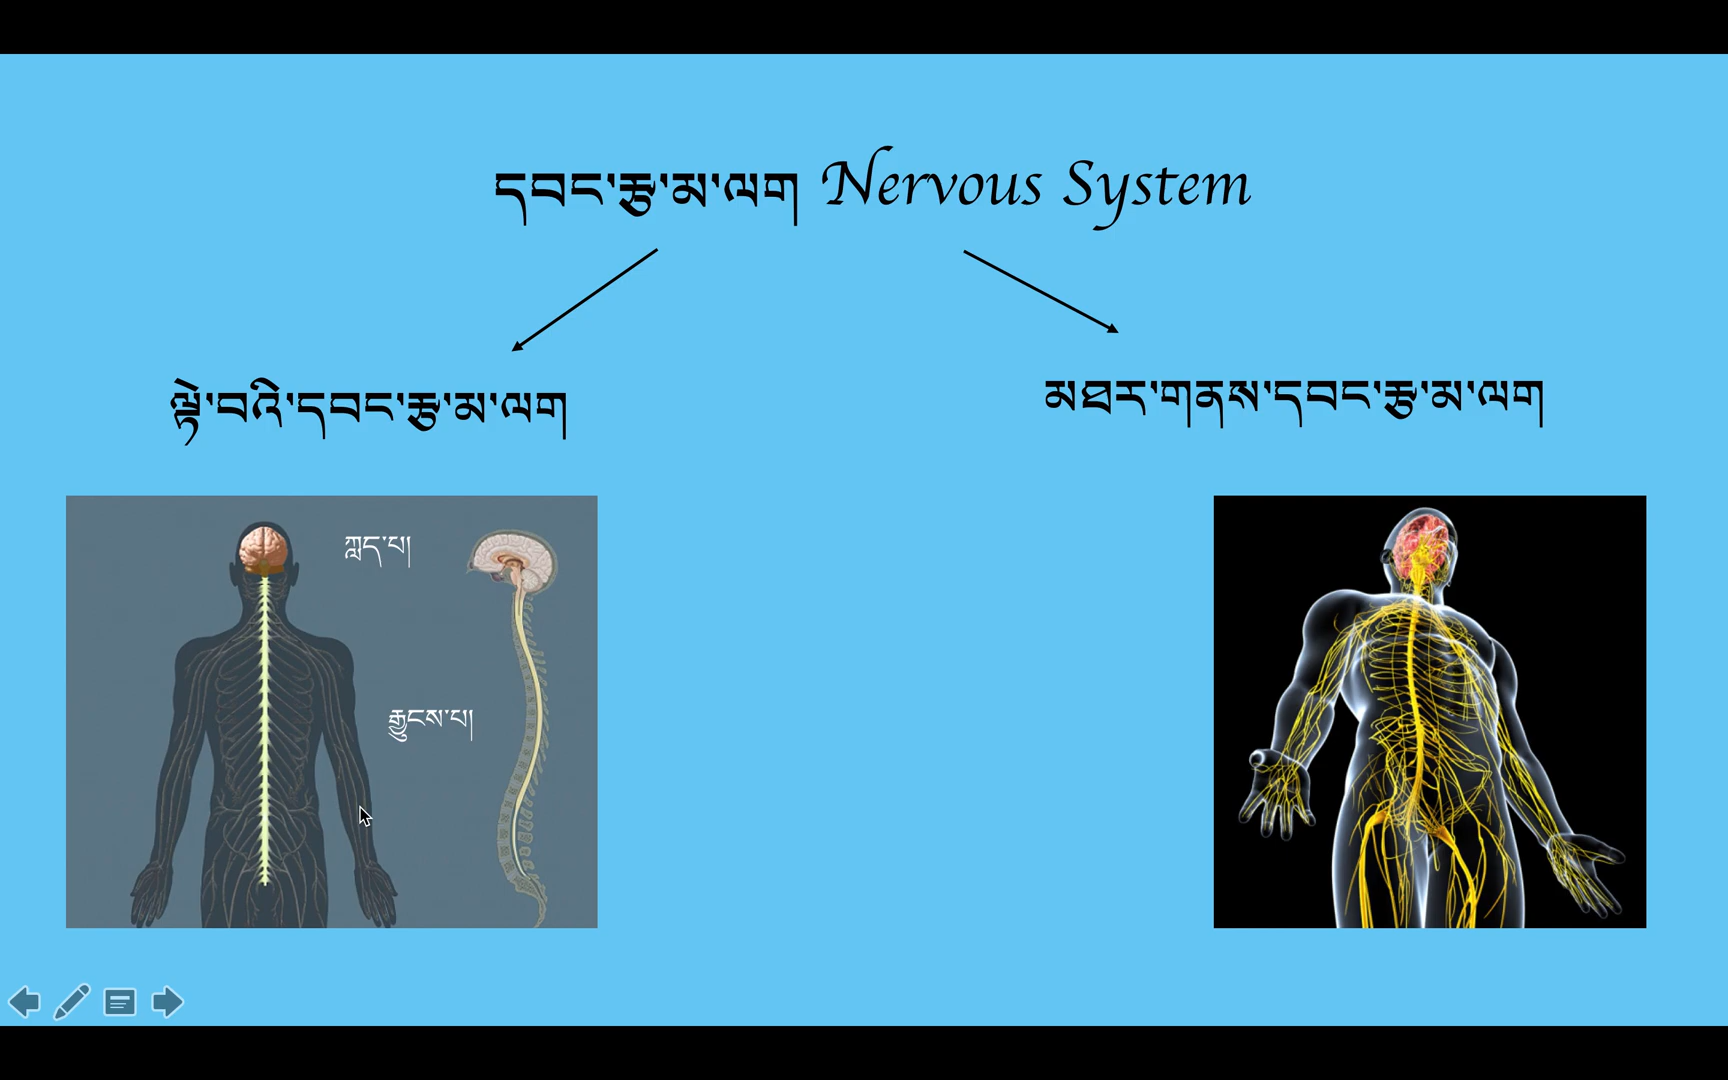 དབང་རྩ་མ་ལག Nervous System
ལྟེ་བའི་དབང་རྩ་མ་ལག
མཐར་གནས་དབང་རྩ་མ་ལག
ཀླད་པ།
རྒྱུངས་པ།